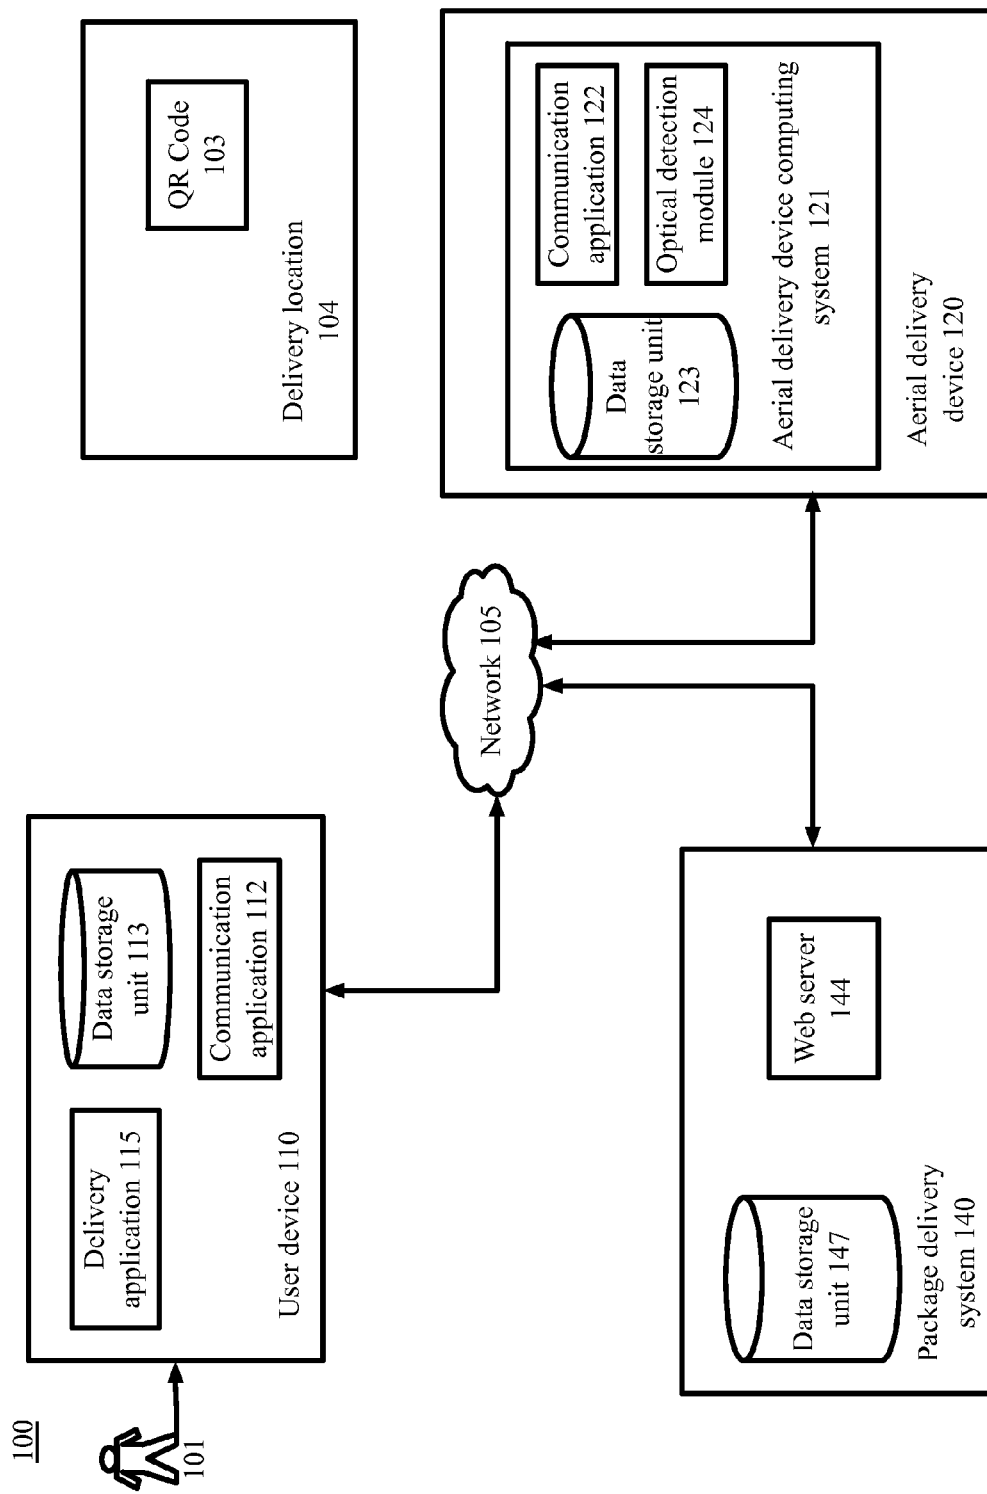 100
101
Delivery
application 115
Data storage
unit 113
Communication
application 112
User device 110
Delivery location
104
QR Code
103
Network 105
Data storage
unit 147
Web server
144
Package delivery
system 140
Data
storage unit
123
Communication
application 122
Optical detection
module 124
Aerial delivery device computing
system 121
Aerial delivery
device 120